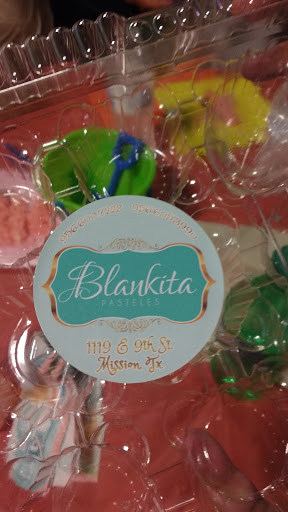 Blankita
PASTELES
1119 E 9th St.
Mission Tx